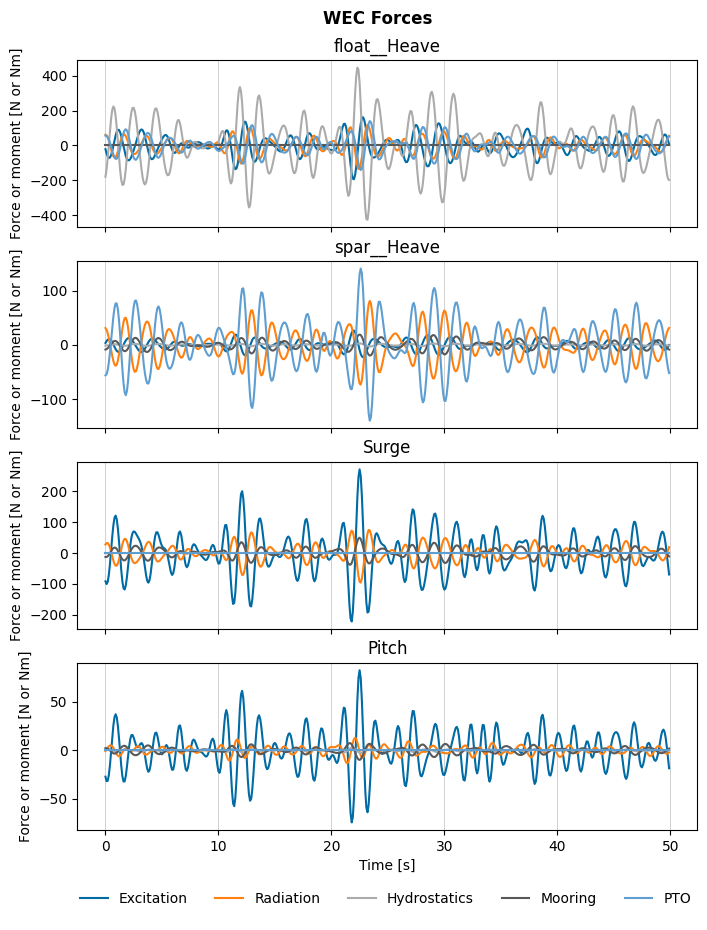 WEC Forces
float__Heave
Force or moment [N or Nm]
400
200
0
−200
−400
spar__Heave
Force or moment [N or Nm]
100
0
−100
Surge
Force or moment [N or Nm]
200
100
0
−100
−200
Pitch
Force or moment [N or Nm]
50
0
−50
0 10 20 30 40 50
Time [s]
Excitation Radiation Hydrostatics Mooring PTO